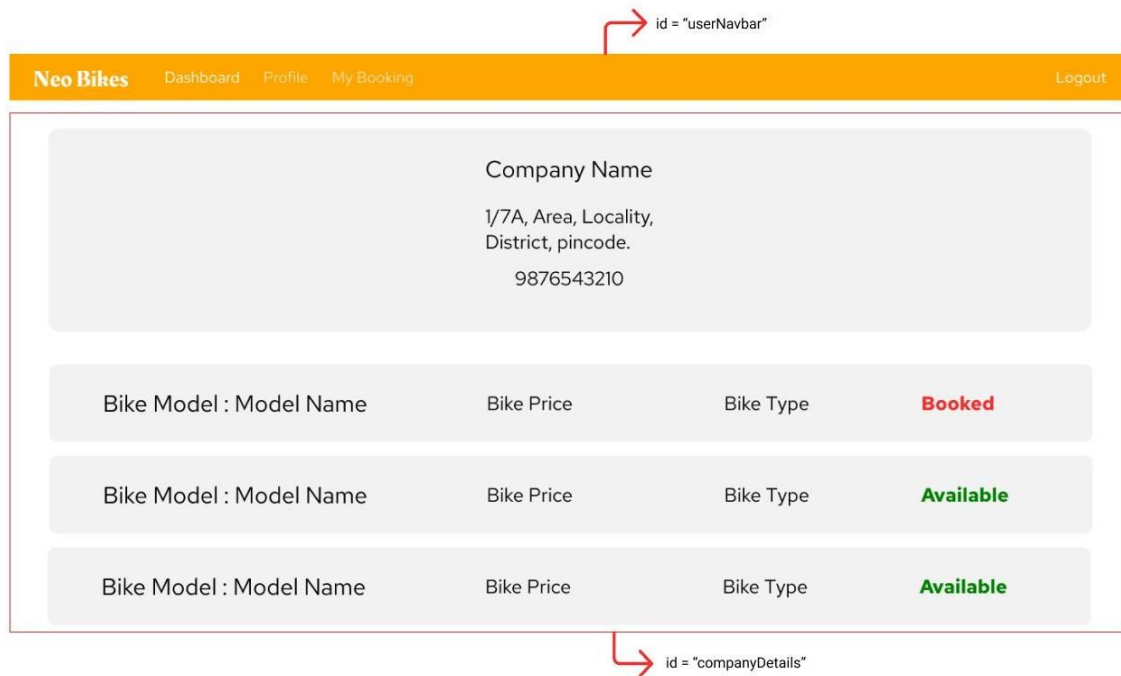 id = “userNavbar”
Neo Bikes Dashboard Profile My Booking Logout
Company Name
1/7A, Area, Locality,
District, pincode.
9876543210
Bike Model : Model Name Bike Price Bike Type Booked
Bike Model : Model Name Bike Price Bike Type Available
Bike Model : Model Name Bike Price Bike Type Available
id = “companyDetails”